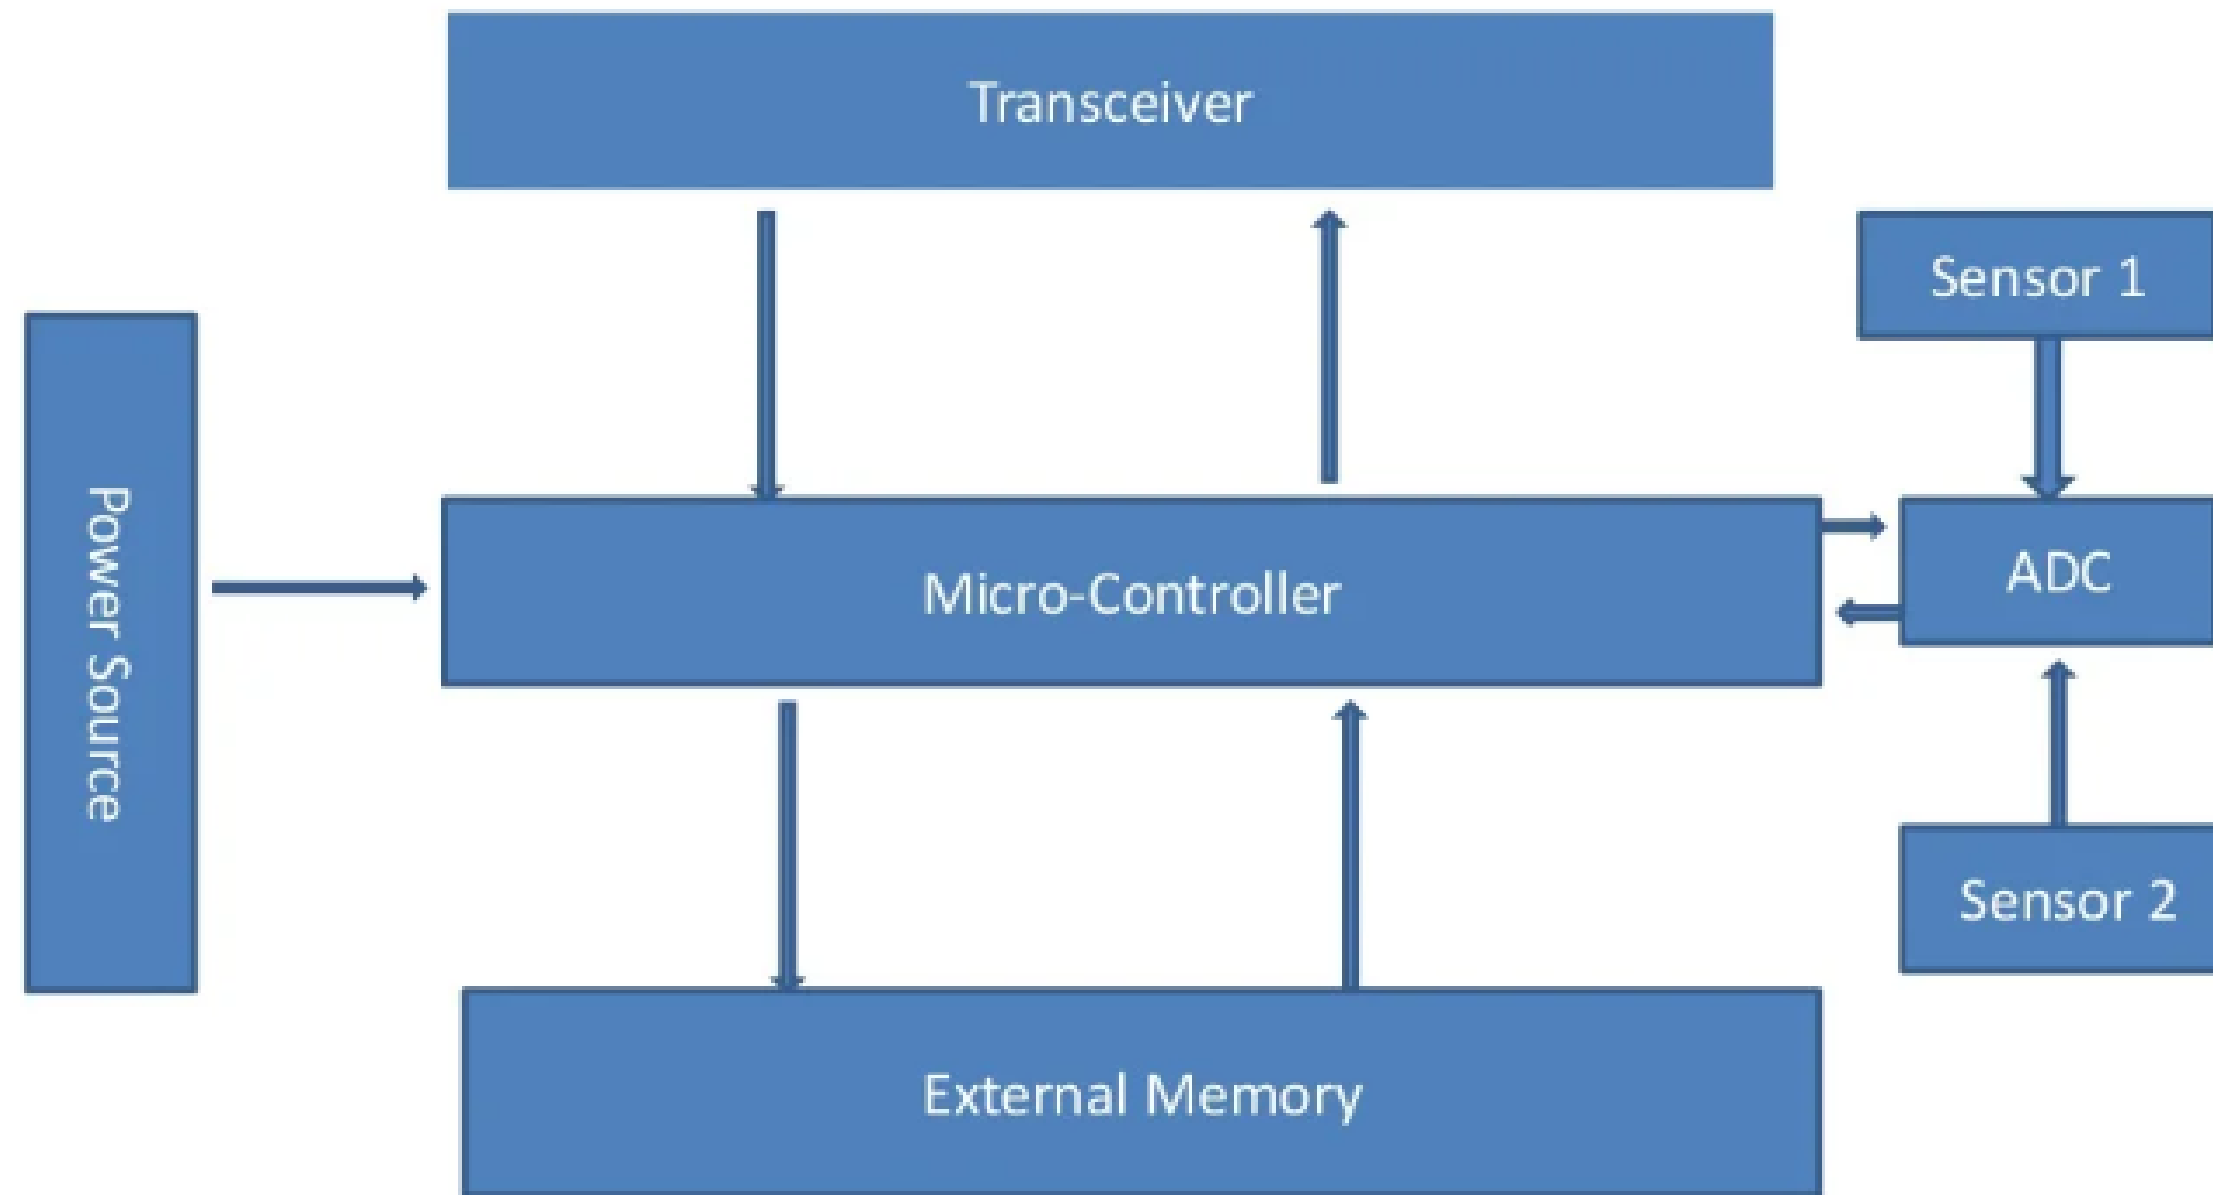 Transceiver
Sensor 1
Power Source
Micro-Controller
ADC
Sensor 2
External Memory